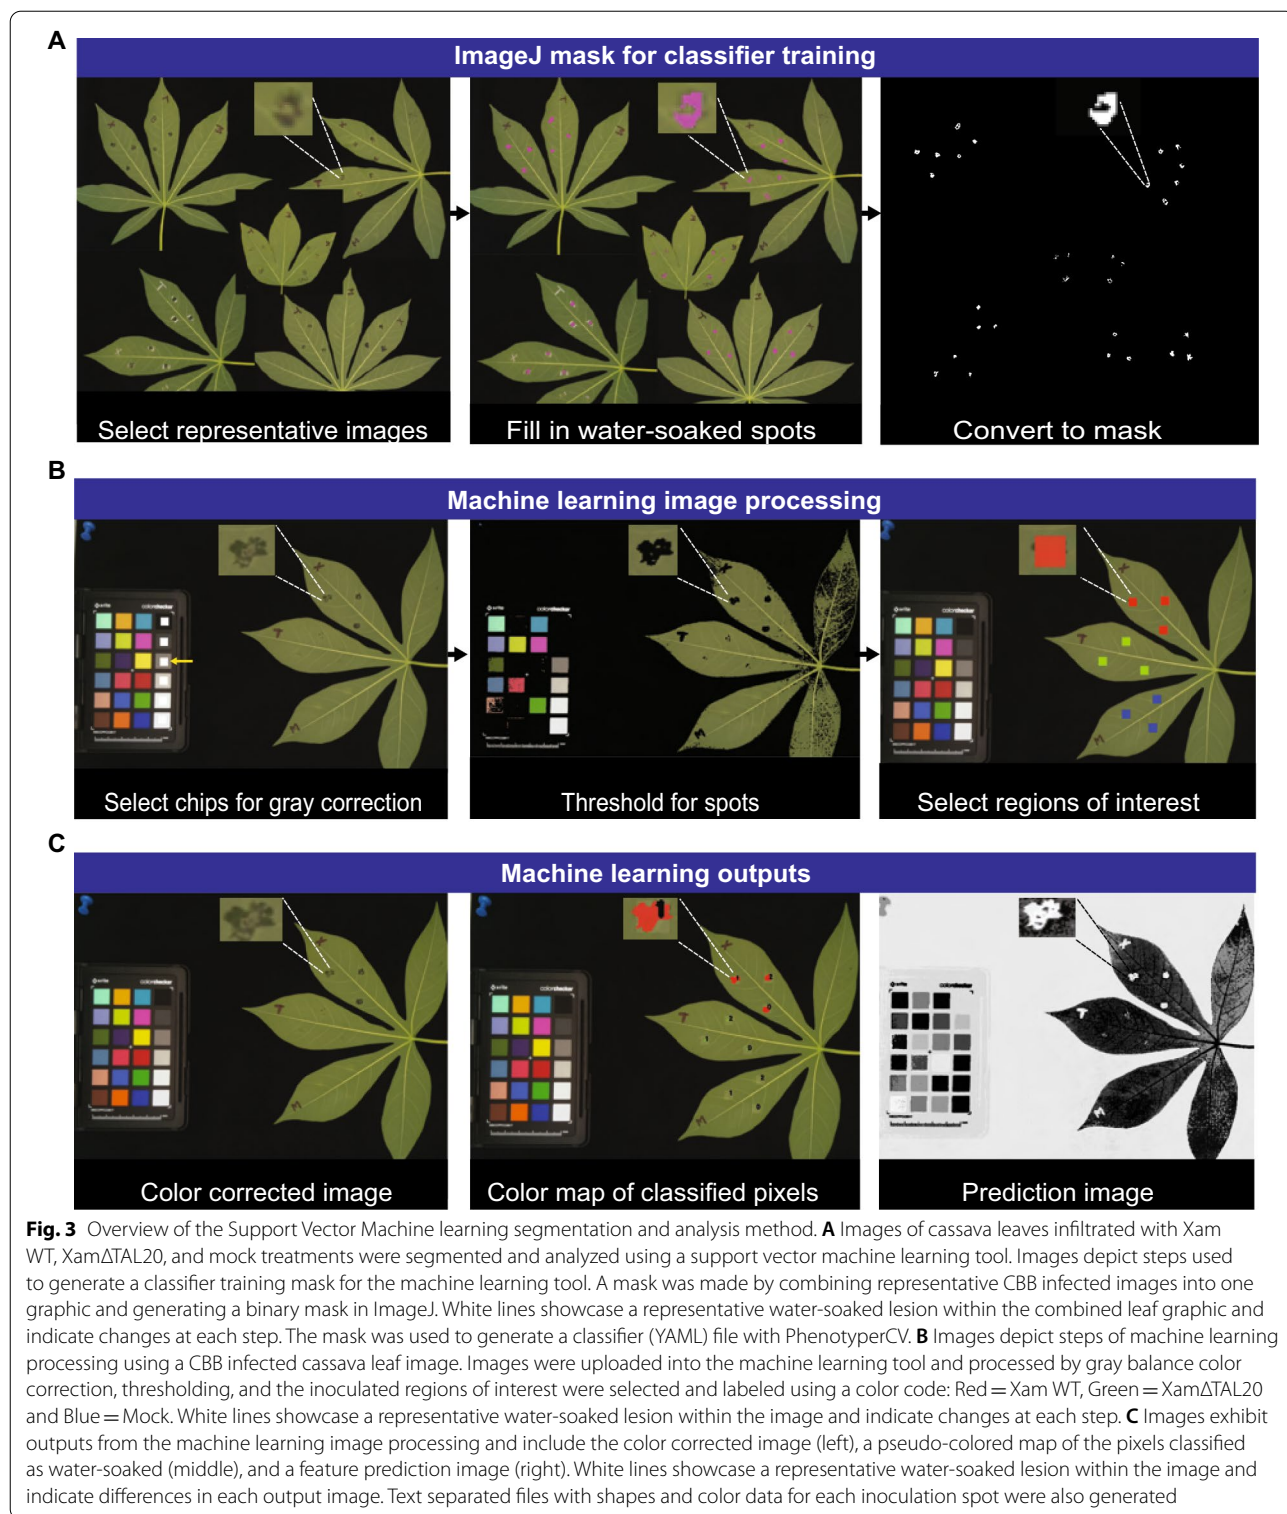 A
ImageJ mask for classifier training
Select representative images
Fill in water-soaked spots
Convert to mask
B
Machine learning image processing
Select chips for gray correction
Threshold for spots
Select regions of interest
C
Machine learning outputs
Color corrected image
Color map of classified pixels
Prediction image
Fig. 3 Overview of the Support Vector Machine learning segmentation and analysis method. A Images of cassava leaves infiltrated with Xam
WT, XamΔTAL20, and mock treatments were segmented and analyzed using a support vector machine learning tool. Images depict steps used
to generate a classifier training mask for the machine learning tool. A mask was made by combining representative CBB infected images into one
graphic and generating a binary mask in ImageJ. White lines showcase a representative water-soaked lesion within the combined leaf graphic and
indicate changes at each step. The mask was used to generate a classifier (YAML) file with PhenotyperCV. B Images depict steps of machine learning
processing using a CBB infected cassava leaf image. Images were uploaded into the machine learning tool and processed by gray balance color
correction, thresholding, and the inoculated regions of interest were selected and labeled using a color code: Red = Xam WT, Green = XamΔTAL20
and Blue = Mock. White lines showcase a representative water-soaked lesion within the image and indicate changes at each step. C Images exhibit
outputs from the machine learning image processing and include the color corrected image (left), a pseudo-colored map of the pixels classified
as water-soaked (middle), and a feature prediction image (right). White lines showcase a representative water-soaked lesion within the image and
indicate differences in each output image. Text separated files with shapes and color data for each inoculation spot were also generated